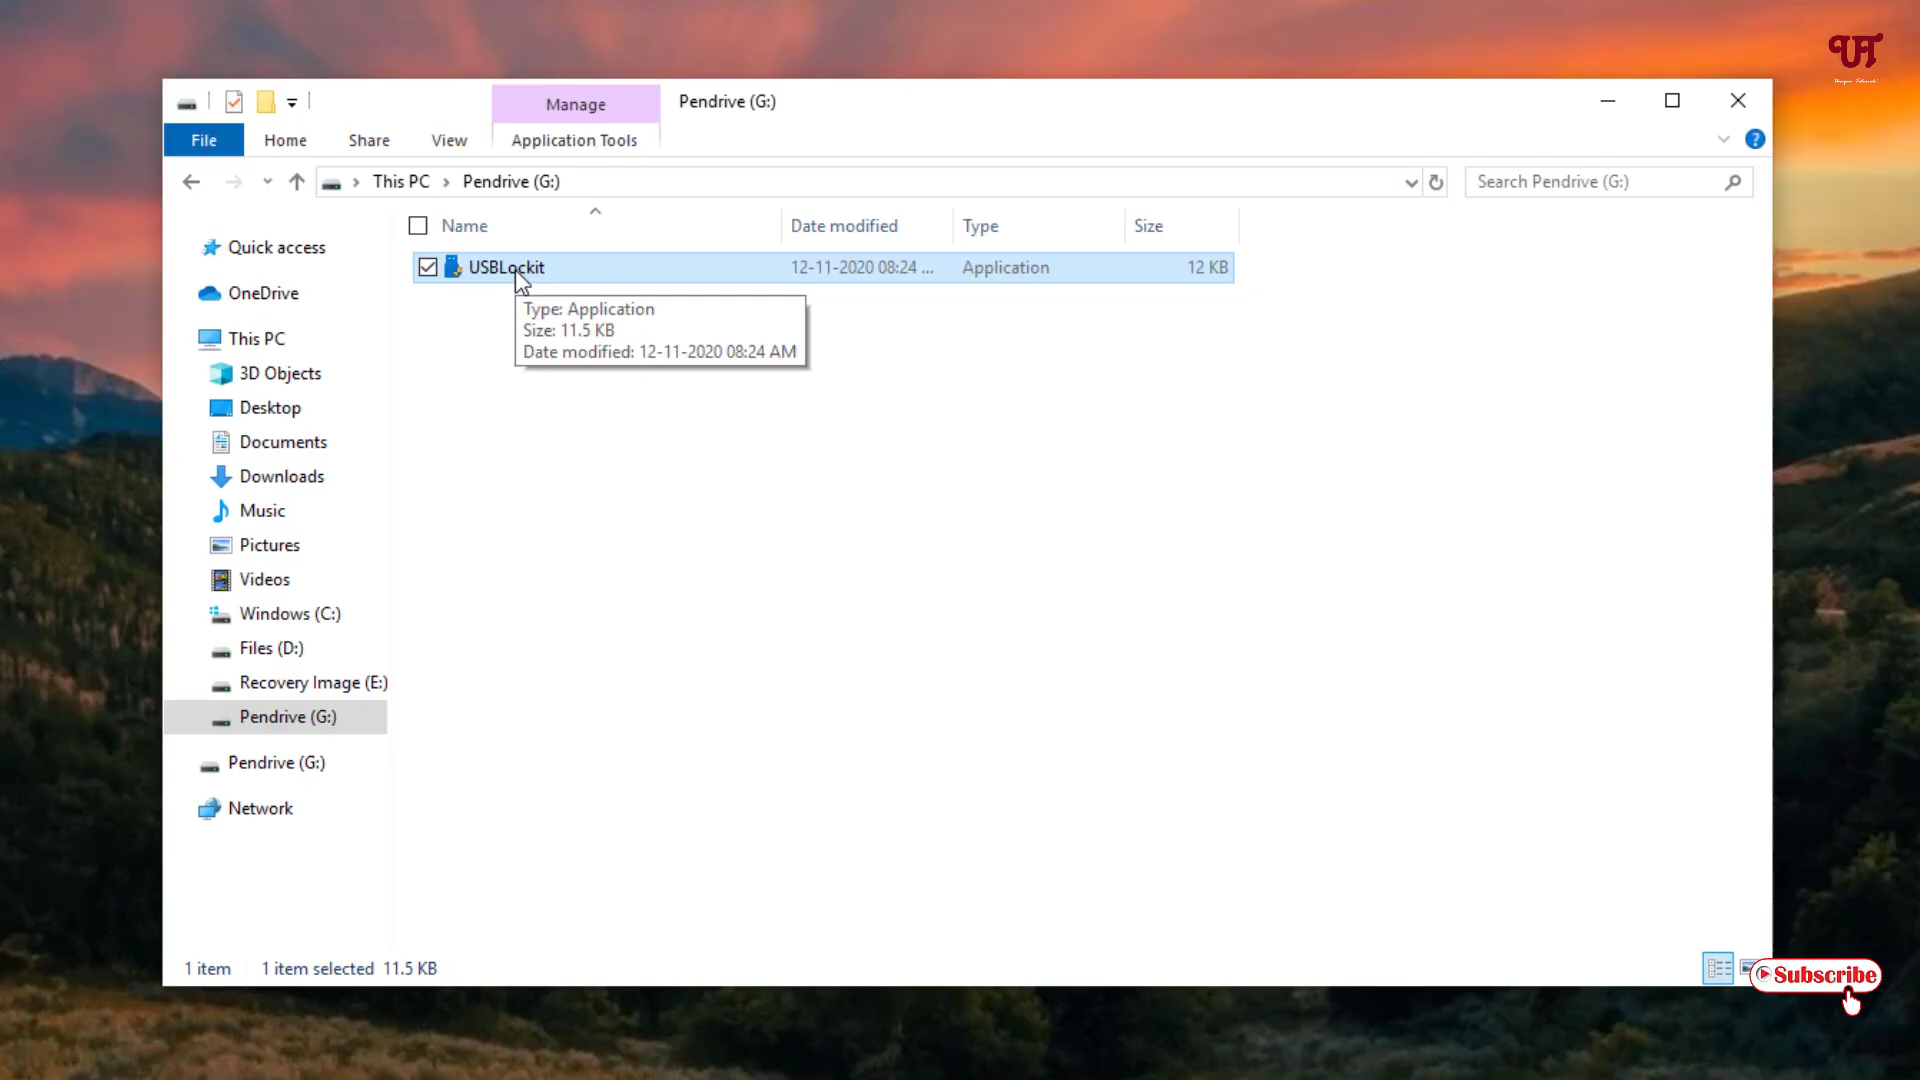 UT
Unique Tutorials
Manage
Pendrive (G:)
File
Home
Share
View
Application Tools
This PC
Pendrive (G:)
Search Pendrive (G:)
Name
Date modified
Type
Size
USBLockit
12-11-2020 08:24 ...
Application
12 KB
Type: Application
Size: 11.5 KB
Date modified: 12-11-2020 08:24 AM
Quick access
OneDrive
This PC
3D Objects
Desktop
Documents
Downloads
Music
Pictures
Videos
Windows (C:)
Files (D:)
Recovery Image (E:)
Pendrive (G:)
Pendrive (G:)
Network
1 item
1 item selected 11.5 KB
Subscribe